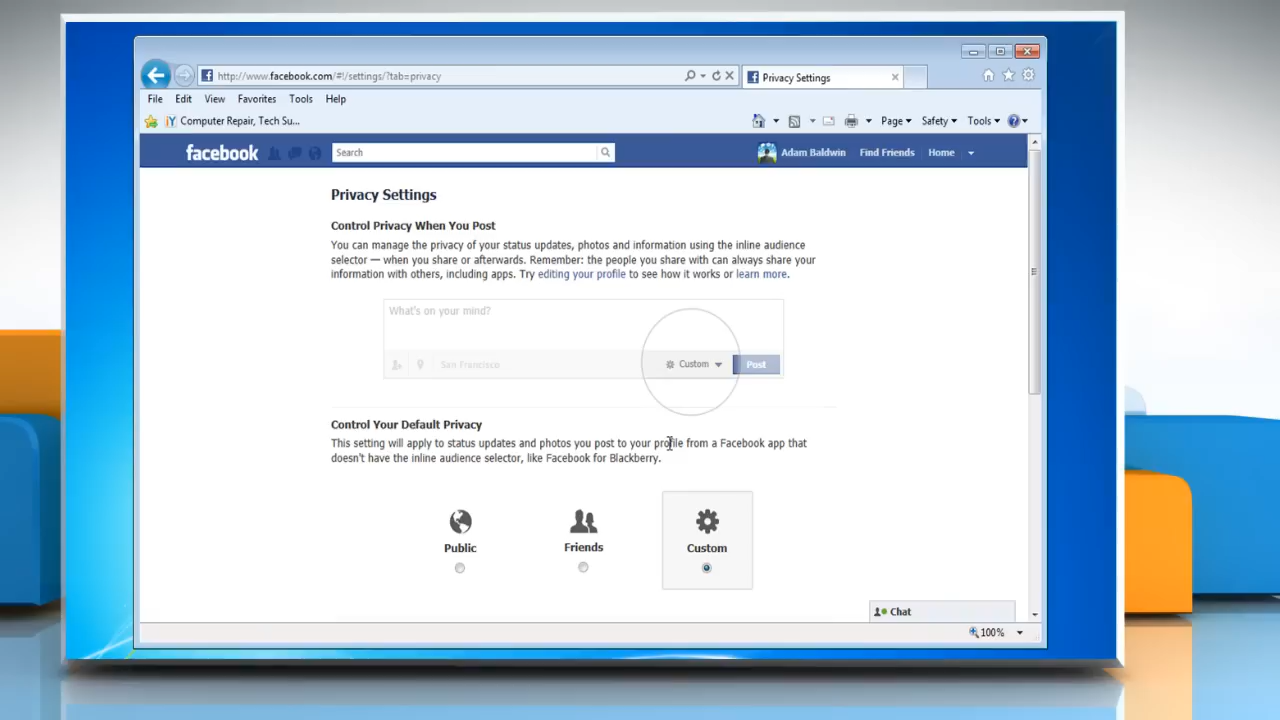 http://www.facebook.com/#!/settings/?tab=privacy
Privacy Settings
File Edit View Favorites Tools Help
Computer Repair, Tech Su...
Page Safety Tools
facebook Search Adam Baldwin Find Friends Home
Privacy Settings
Control Privacy When You Post
You can manage the privacy of your status updates, photos and information using the inline audience
selector — when you share or afterwards. Remember: the people you share with can always share your
information with others, including apps. Try editing your profile to see how it works or learn more.
What's on your mind?
San Francisco Custom Post
Control Your Default Privacy
This setting will apply to status updates and photos you post to your profile from a Facebook app that
doesn't have the inline audience selector, like Facebook for Blackberry.
Public Friends Custom
Chat
100%